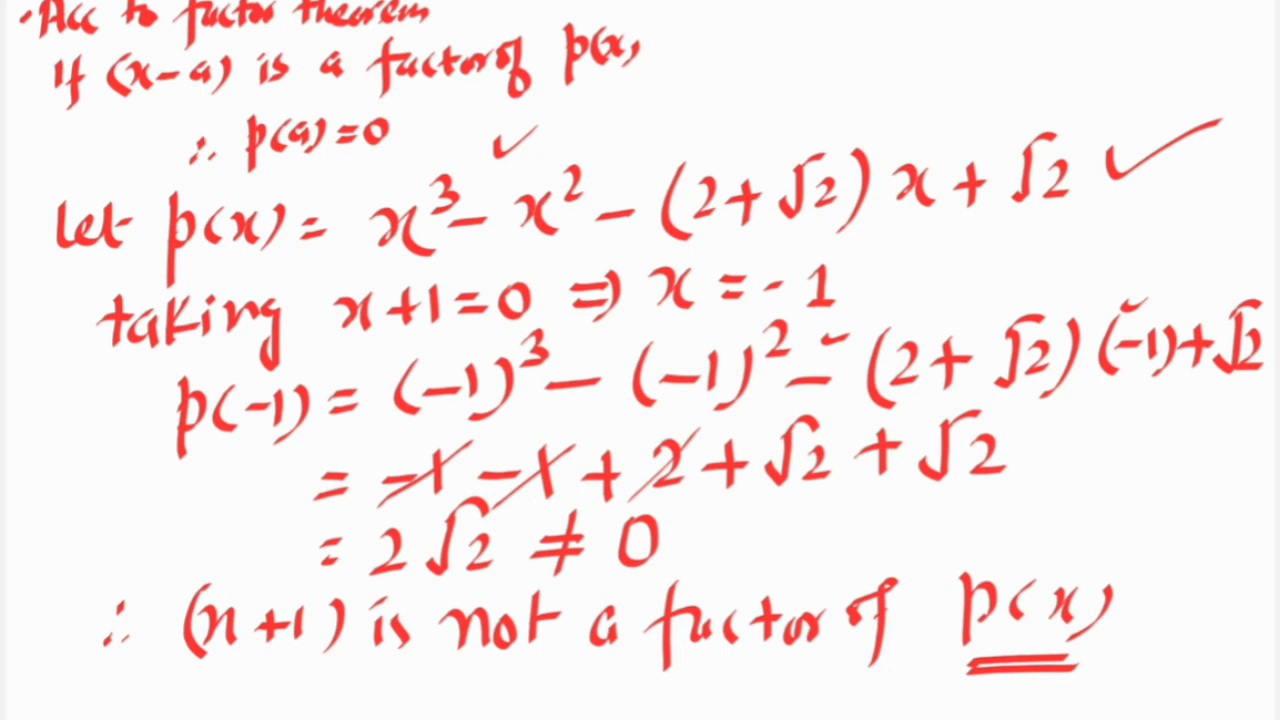 ·Acc to factor theorem
If (x-a) is a factor of p(x)
∴ p(a)=0 ✓
let p(x) = x³ - x² - (2+√2) x + √2 ✓
taking x+1=0 ⇒ x = -1
p(-1) = (-1)³ - (-1)² - (2+√2) (-1)+√2
= -1 -1 + 2 + √2 + √2
= 2√2 ≠ 0
∴ (x+1) is not a factor of p(x)